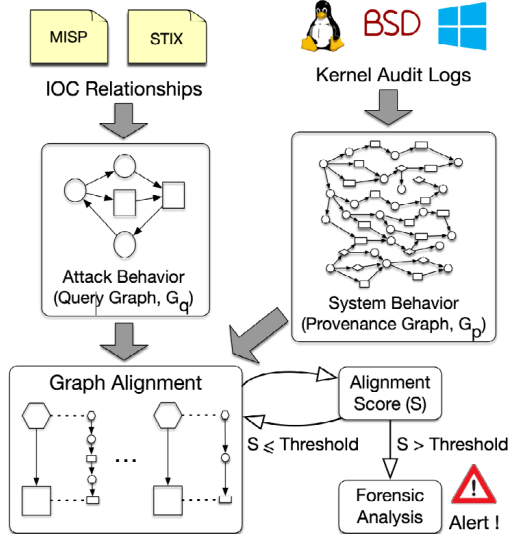 MISP
STIX
BSD
IOC Relationships
Kernel Audit Logs
Attack Behavior
(Query Graph, Gq)
System Behavior
(Provenance Graph, Gp)
Graph Alignment
...
Alignment
Score (S)
S ⩽ Threshold
S > Threshold
Forensic
Analysis
!
Alert !